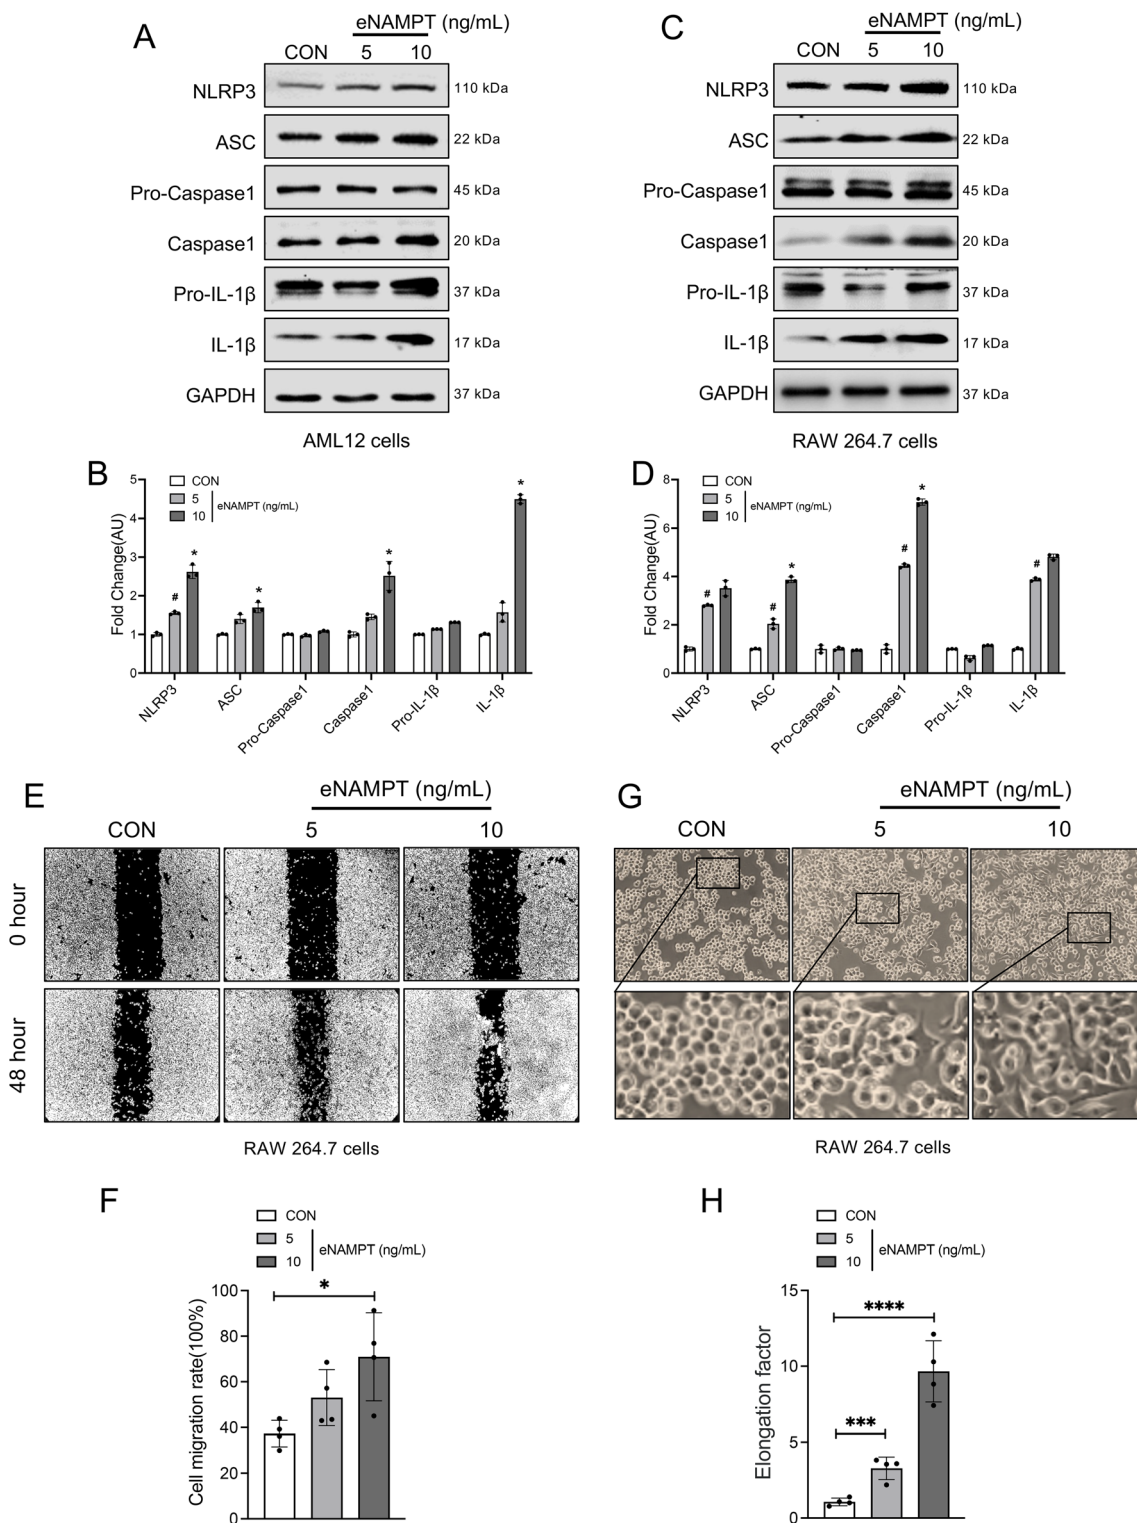 A
eNAMPT (ng/mL)
CON 5 10
NLRP3 110 kDa
ASC 22 kDa
Pro-Caspase1 45 kDa
Caspase1 20 kDa
Pro-IL-1β 37 kDa
IL-1β 17 kDa
GAPDH 37 kDa
AML12 cells
C
eNAMPT (ng/mL)
CON 5 10
NLRP3 110 kDa
ASC 22 kDa
Pro-Caspase1 45 kDa
Caspase1 20 kDa
Pro-IL-1β 37 kDa
IL-1β 17 kDa
GAPDH 37 kDa
RAW 264.7 cells
B
CON
5
10
eNAMPT (ng/mL)
Fold Change(AU)
5
4
3
2
1
0
# * * * *
NLRP3 ASC Pro-Caspase1 Caspase1 Pro-IL-1β IL-1β
D
CON
5
10
eNAMPT (ng/mL)
Fold Change(AU)
8
6
4
2
0
# # * # * #
NLRP3 ASC Pro-Caspase1 Caspase1 Pro-IL-1β IL-1β
E
eNAMPT (ng/mL)
CON 5 10
0 hour
48 hour
RAW 264.7 cells
G
eNAMPT (ng/mL)
CON 5 10
RAW 264.7 cells
F
CON
5
10
eNAMPT (ng/mL)
Cell migration rate(100%)
100
80
60
40
20
0
*
H
CON
5
10
eNAMPT (ng/mL)
Elongation factor
15
10
5
0
****
***